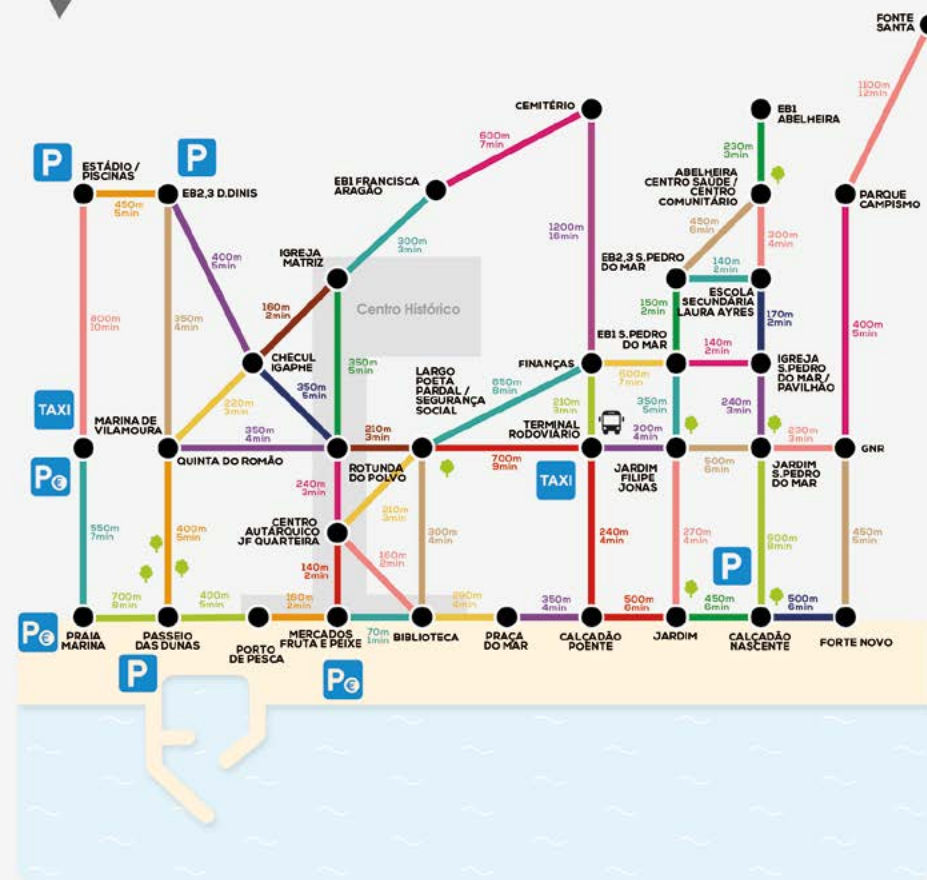 FONTE
SANTA
1100m
12min
CEMITÉRIO
EB1
ABELHEIRA
600m
7min
230m
3min
P
P
ESTÁDIO /
PISCINAS
EB2,3 D.DINIS
450m
5min
EB1 FRANCISCA
ARAGÃO
ABELHEIRA
CENTRO SAÚDE /
CENTRO
COMUNITÁRIO
PARQUE
CAMPISMO
400m
5min
300m
3min
1200m
16min
450m
6min
300m
4min
IGREJA
MATRIZ
EB2,3 S.PEDRO
DO MAR
140m
2min
ESCOLA
SECUNDÁRIA
LAURA AYRES
Centro Histórico
800m
10min
350m
4min
160m
2min
150m
2min
170m
2min
400m
5min
EB1 S.PEDRO
DO MAR
140m
2min
CHECUL
IGAPHE
350m
5min
FINANÇAS
600m
7min
IGREJA
S.PEDRO
DO MAR /
PAVILHÃO
LARGO
POETA
PARDAL /
SEGURANÇA
SOCIAL
650m
8min
350m
5min
220m
3min
TAXI
210m
3min
350m
5min
240m
3min
MARINA DE
VILAMOURA
350m
4min
210m
3min
TERMINAL
RODOVIÁRIO
300m
4min
230m
3min
QUINTA DO ROMÃO
ROTUNDA
DO POLVO
700m
9min
500m
6min
GNR
P€
TAXI
JARDIM
FILIPE
JONAS
JARDIM
S.PEDRO
DO MAR
240m
3min
210m
3min
CENTRO
AUTÁRQUICO
JF QUARTEIRA
550m
7min
400m
5min
300m
4min
240m
4min
270m
4min
600m
8min
450m
5min
160m
2min
140m
2min
P
700m
8min
400m
5min
160m
2min
70m
1min
350m
4min
500m
6min
450m
6min
500m
6min
P€
PRAIA
MARINA
PASSEIO
DAS DUNAS
PORTO
DE PESCA
MERCADOS
FRUTA E PEIXE
BIBLIOTECA
PRAÇA
DO MAR
CALÇADÃO
POENTE
JARDIM
CALÇADÃO
NASCENTE
FORTE NOVO
P
P€